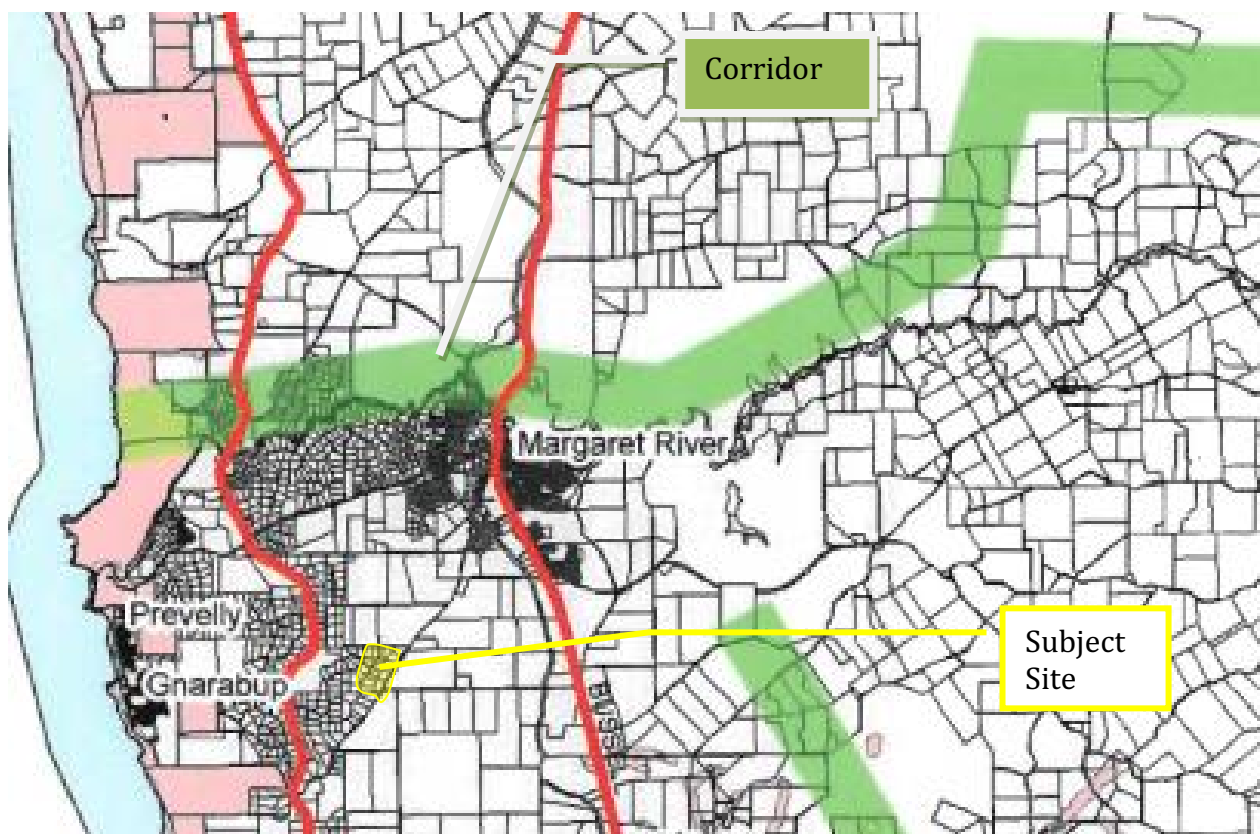 Corridor
Margaret River
Prevelly
Gnarabup
Subject
Site